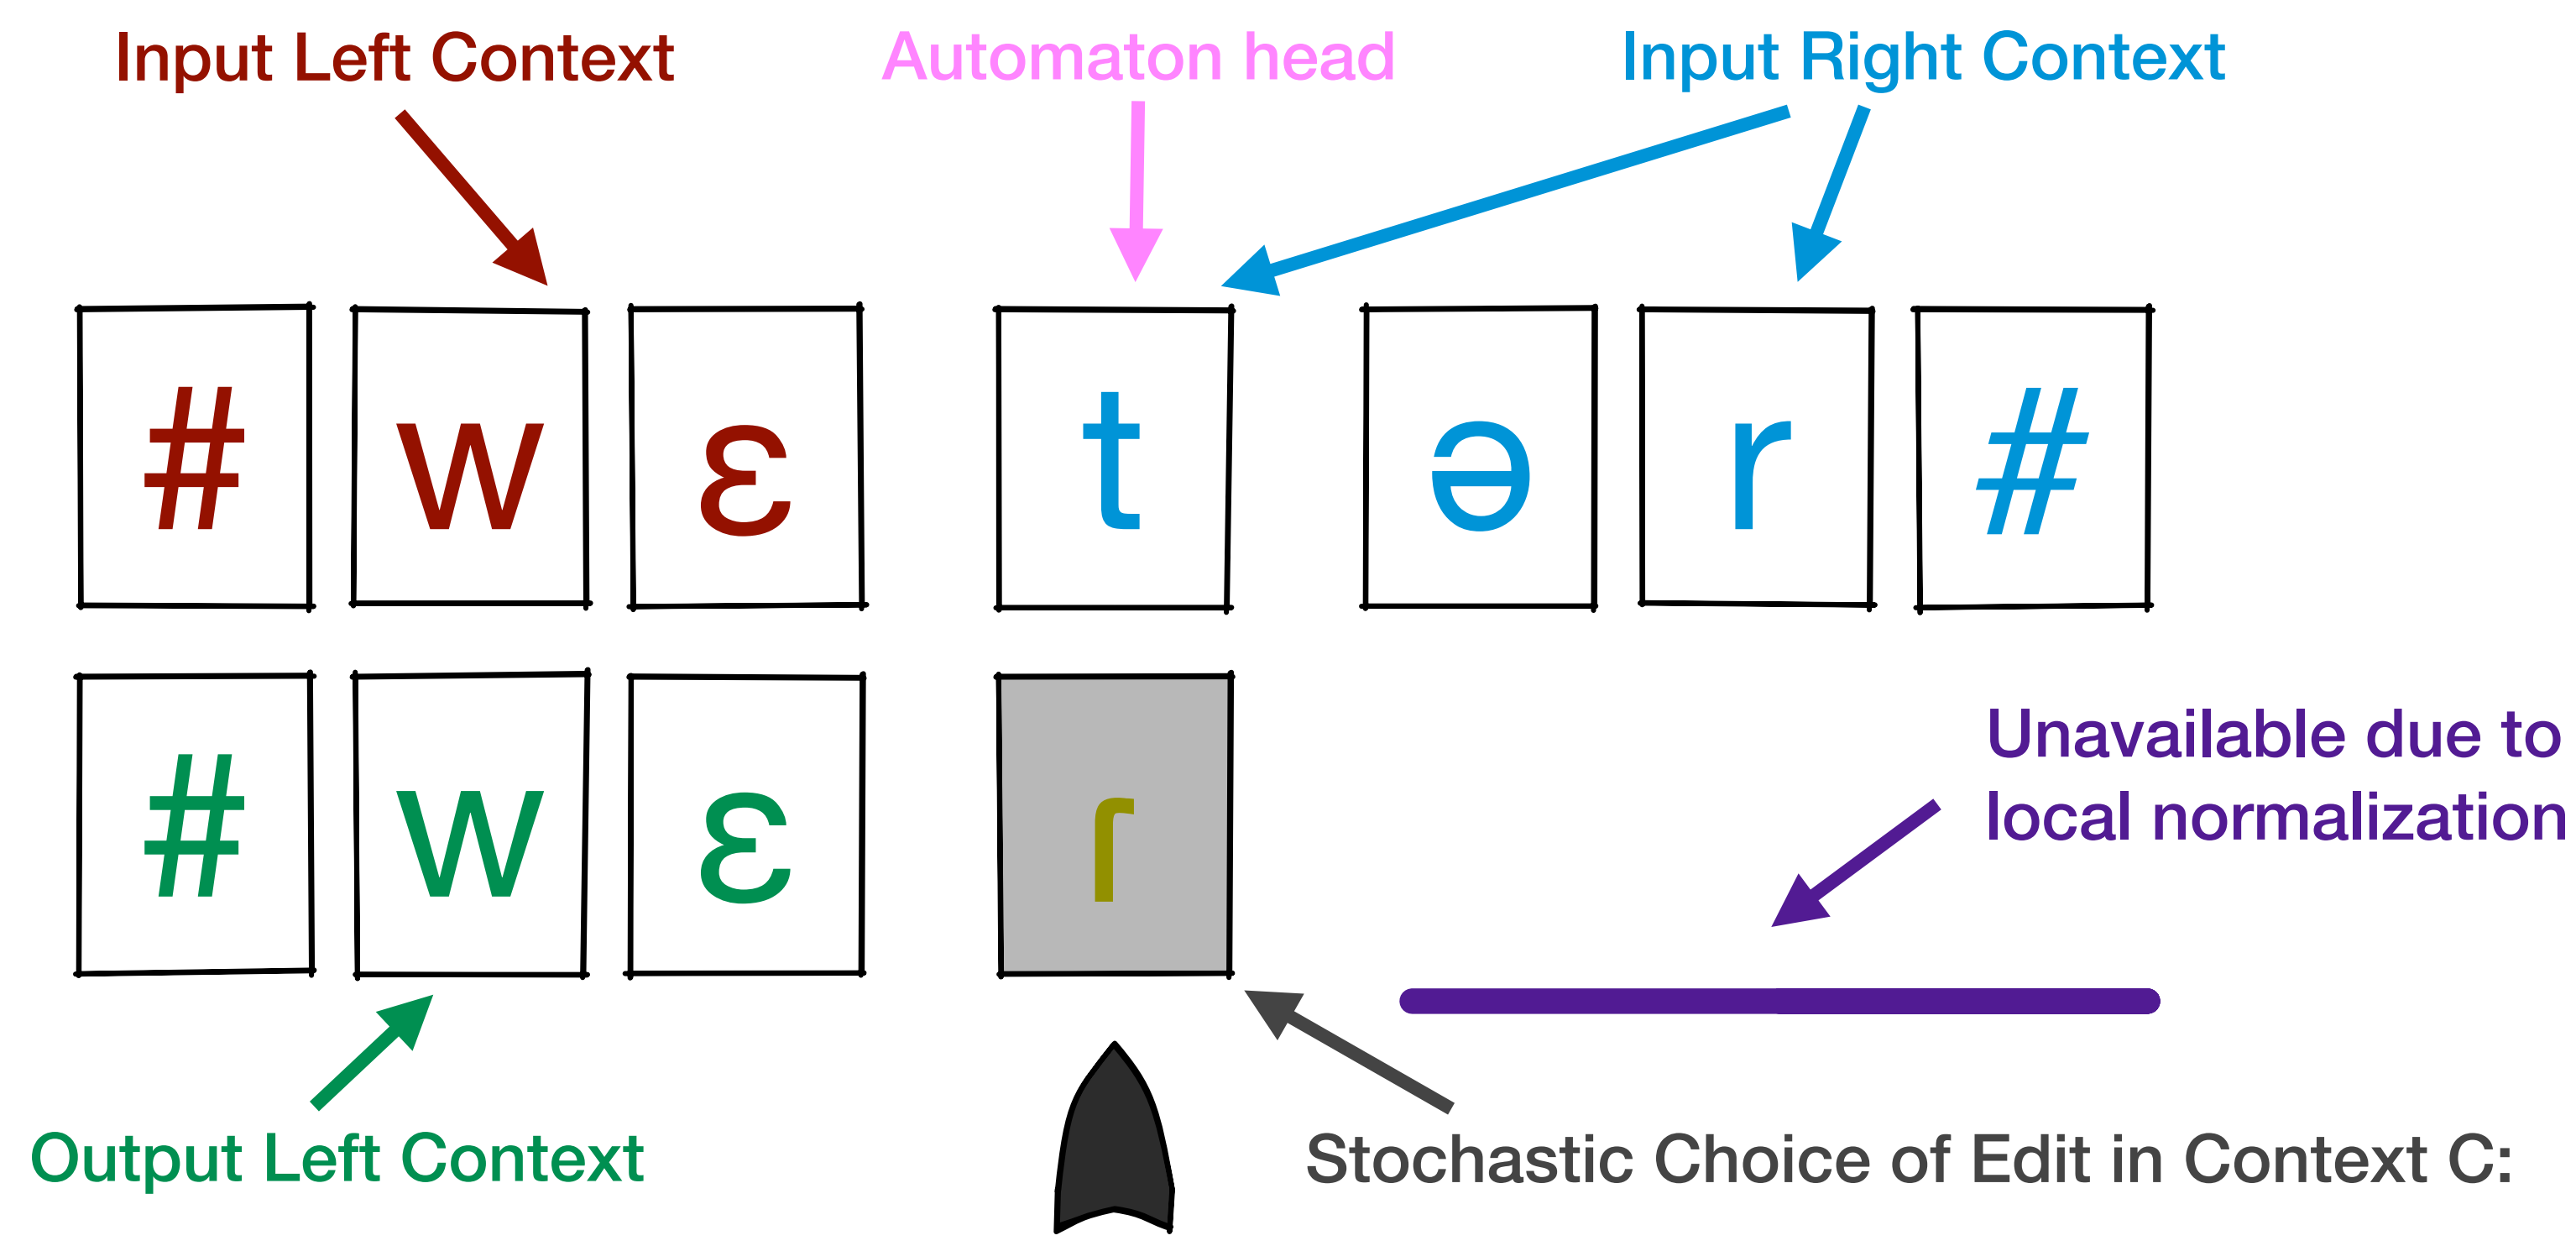 Input Left Context
Automaton head
Input Right Context
# w ɛ t ə r #
# w ɛ ɾ
Unavailable due to
local normalization
Output Left Context
Stochastic Choice of Edit in Context C: